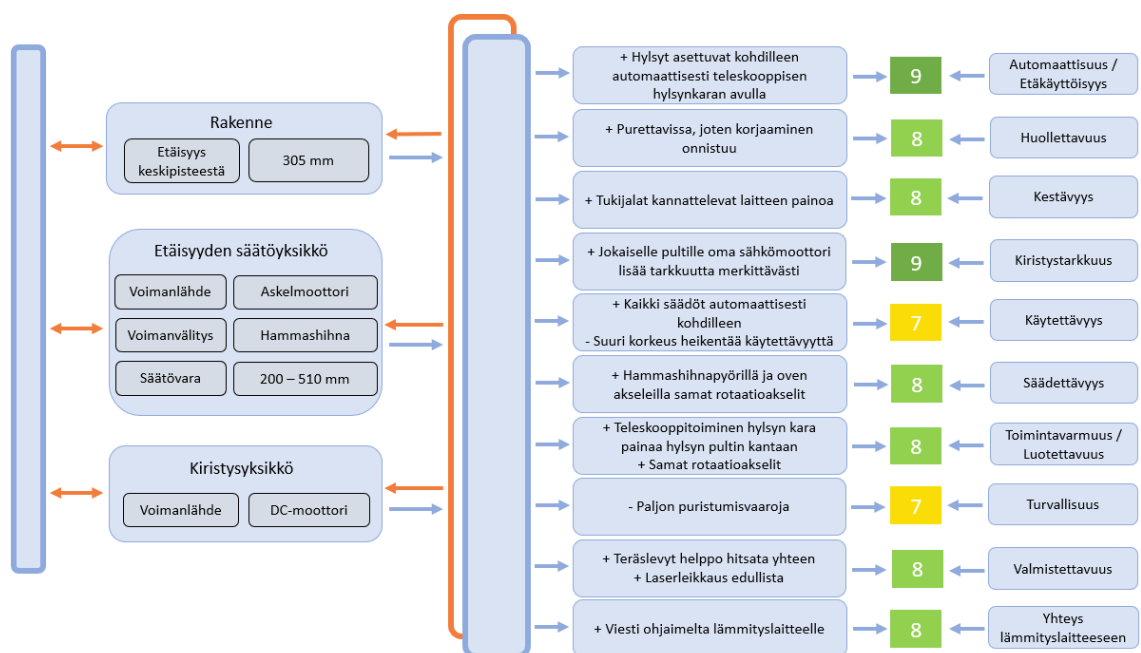 Rakenne
Etäisyys
keskipisteestä
305 mm
Etäisyyden säätöyksikkö
Voimanlähde
Askelmoottori
Voimanvälitys
Hammashihna
Säätövara
200 – 510 mm
Kiristysyksikkö
Voimanlähde
DC-moottori
+ Hylsyt asettuvat kohdilleen
automaattisesti teleskooppisen
hylsynkaran avulla
9
Automaattisuus /
Etäkäyttöisyys
+ Purettavissa, joten korjaaminen
onnistuu
8
Huollettavuus
+ Tukijalat kannattelevat laitteen painoa
8
Kestävyys
+ Jokaiselle pultille oma sähkömoottori
lisää tarkkuutta merkittävästi
9
Kiristystarkkuus
+ Kaikki säädöt automaattisesti
kohdilleen
- Suuri korkeus heikentää käytettävyyttä
7
Käytettävyys
+ Hammashihnapyörillä ja oven
akseleilla samat rotaatioakselit
8
Säädettävyys
+ Teleskooppitoiminen hylsyn kara
painaa hylsyn pultin kantaan
+ Samat rotaatioakselit
8
Toimintavarmuus /
Luotettavuus
- Paljon puristumisvaaroja
7
Turvallisuus
+ Teräslevyt helppo hitsata yhteen
+ Laserleikkaus edullista
8
Valmistettavuus
+ Viesti ohjaimelta lämmityslaitteelle
8
Yhteys
lämmityslaitteeseen